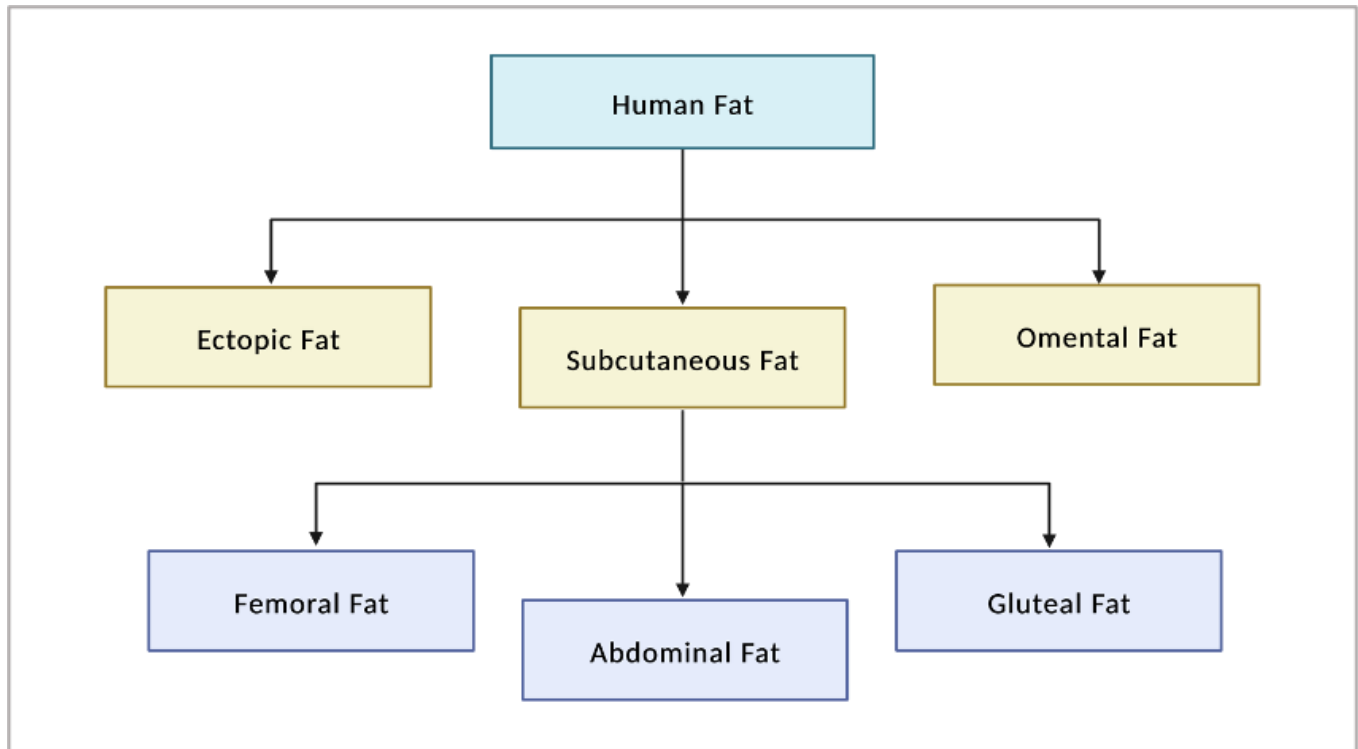 Human Fat
Ectopic Fat
Subcutaneous Fat
Omental Fat
Femoral Fat
Abdominal Fat
Gluteal Fat